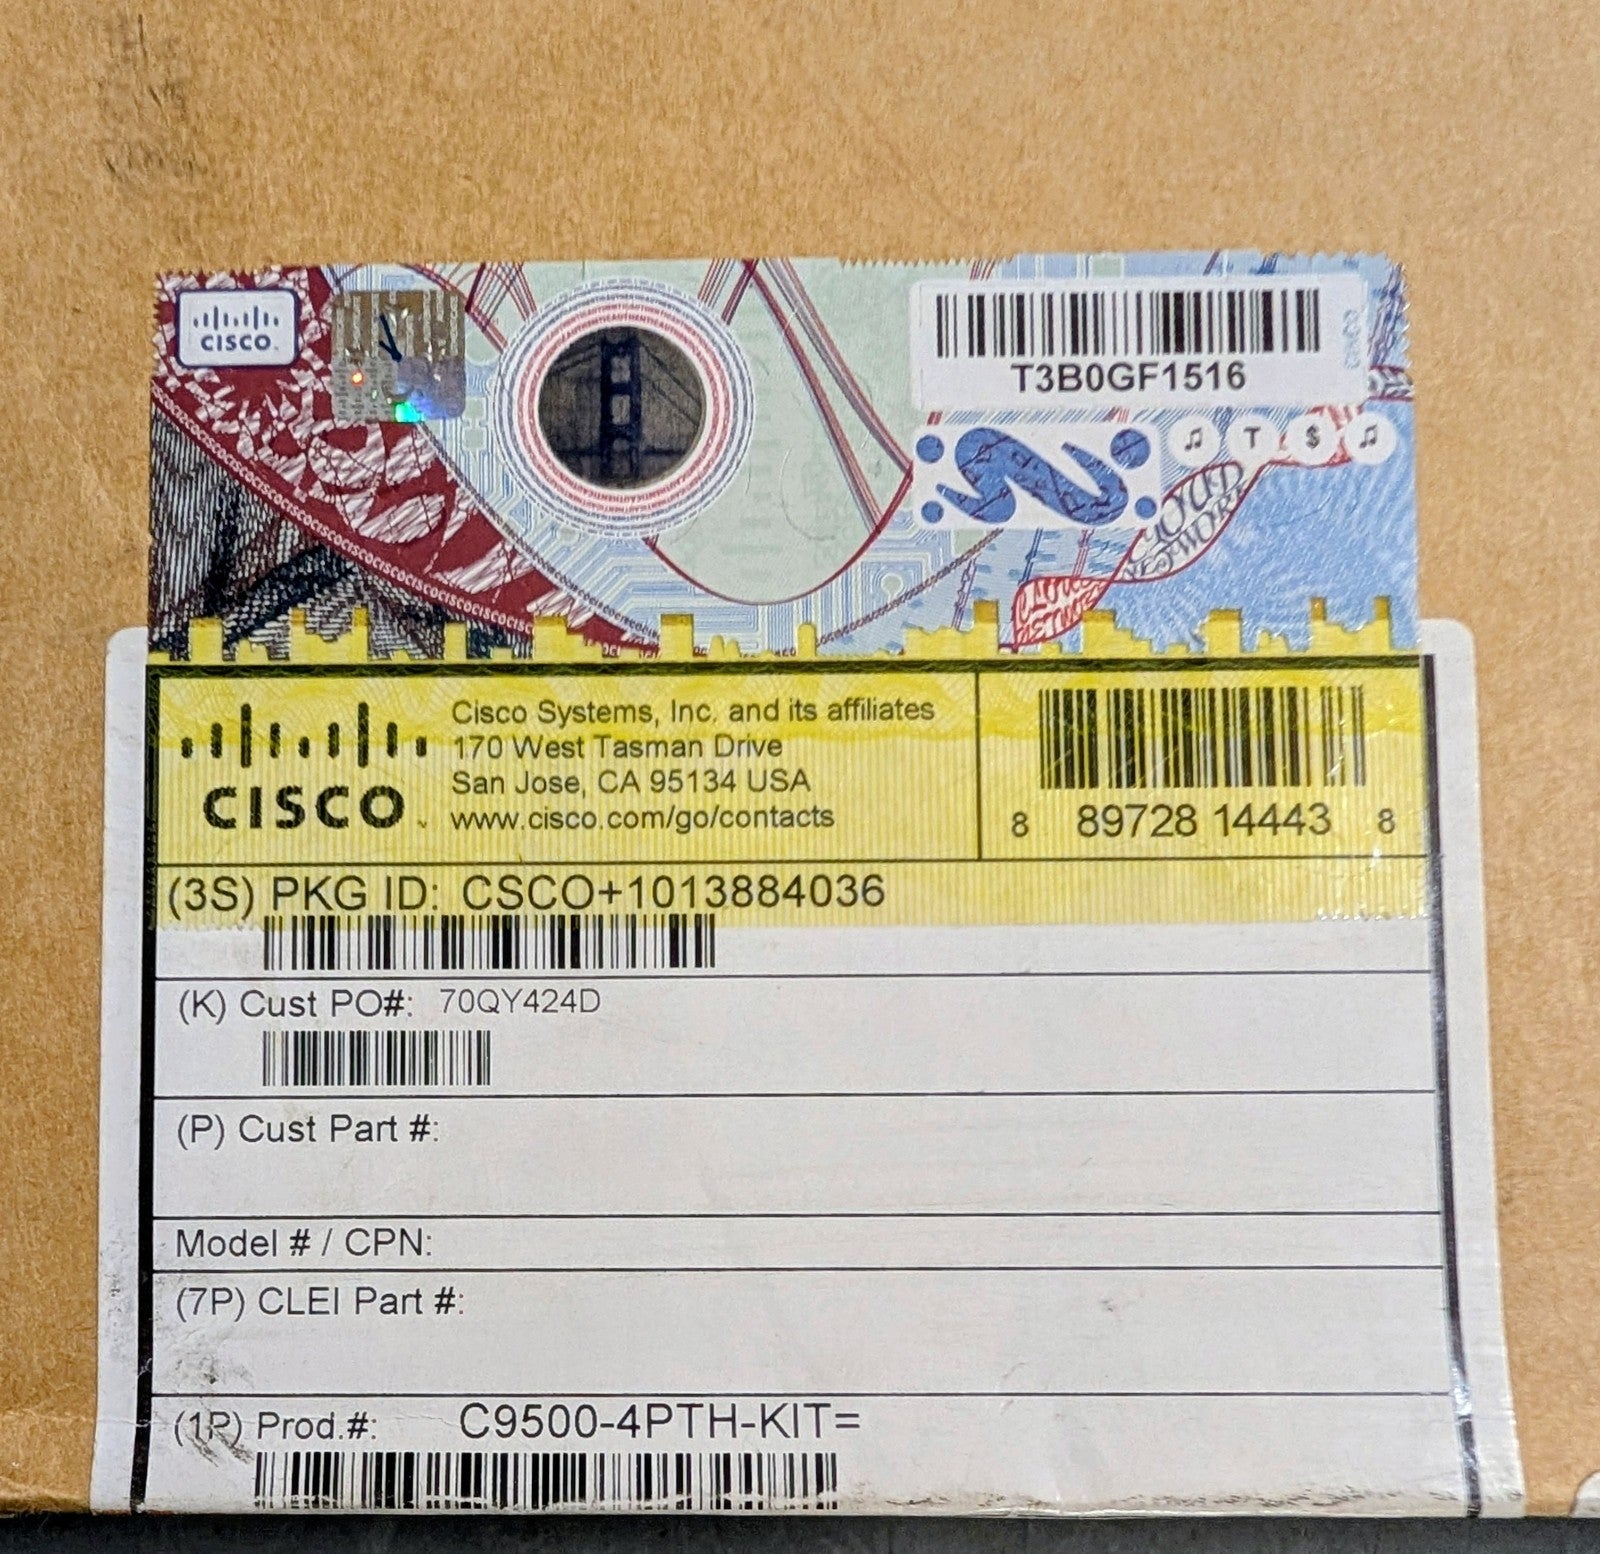 CISCO
T3B0GF1516
T $
CISCO
Cisco Systems, Inc. and its affiliates
170 West Tasman Drive
San Jose, CA 95134 USA
www.cisco.com/go/contacts
8 89728 14443 8
(3S) PKG ID: CSCO+1013884036
(K) Cust PO#: 70QY424D
(P) Cust Part #:
Model # / CPN:
(7P) CLEI Part #:
(1P) Prod.#: C9500-4PTH-KIT=